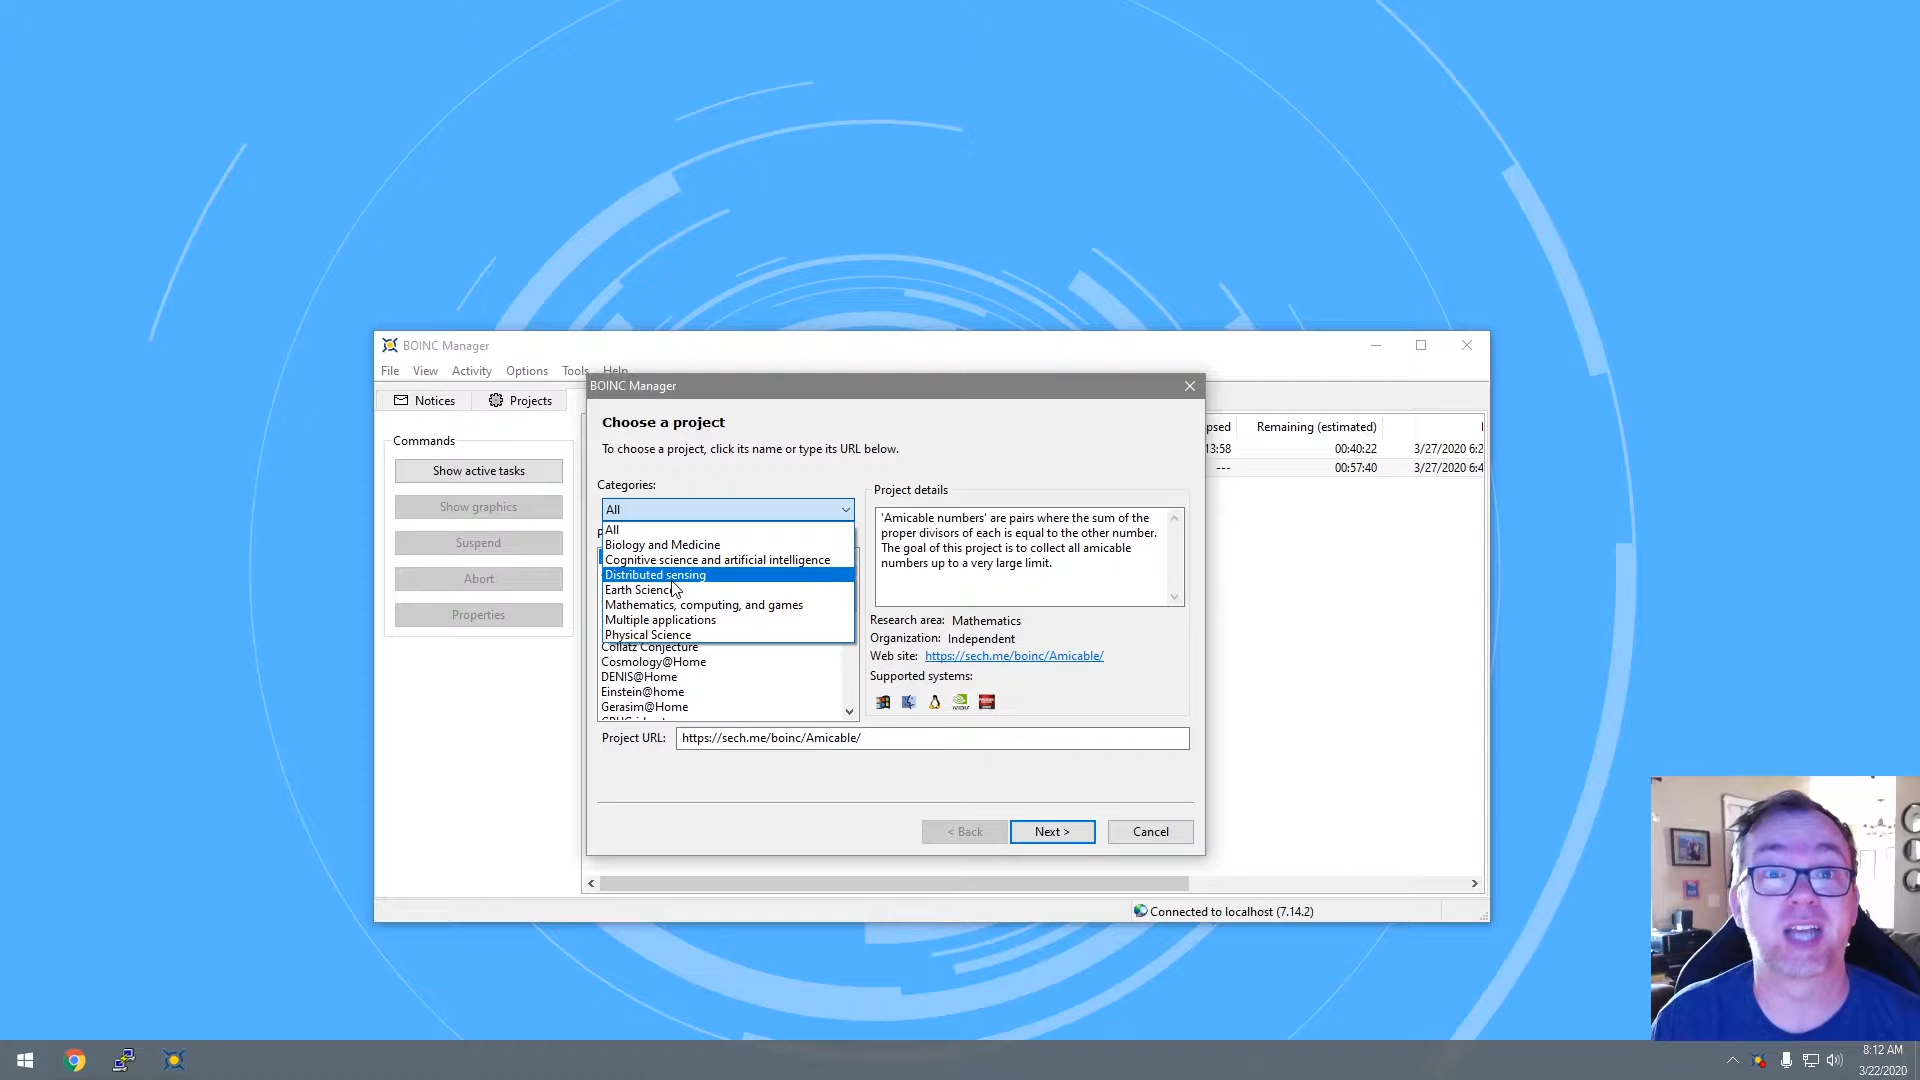 BOINC Manager
File View Activity Options Tools Help
Notices Projects
Commands
Show active tasks
Show graphics
Suspend
Abort
Properties
BOINC Manager
Choose a project
To choose a project, click its name or type its URL below.
Categories:
All
All
Biology and Medicine
Cognitive science and artificial intelligence
Distributed sensing
Earth Science
Mathematics, computing, and games
Multiple applications
Physical Science
Collatz Conjecture
Cosmology@Home
DENIS@Home
Einstein@home
Gerasim@Home
Project details
'Amicable numbers' are pairs where the sum of the
proper divisors of each is equal to the other number.
The goal of this project is to collect all amicable
numbers up to a very large limit.
Research area: Mathematics
Organization: Independent
Web site: https://sech.me/boinc/Amicable/
Supported systems:
Project URL: https://sech.me/boinc/Amicable/
< Back Next > Cancel
psed Remaining (estimated)
13:58 00:40:22 3/27/2020 6:2
--- 00:57:40 3/27/2020 6:4
Connected to localhost (7.14.2)
8:12 AM
3/22/2020